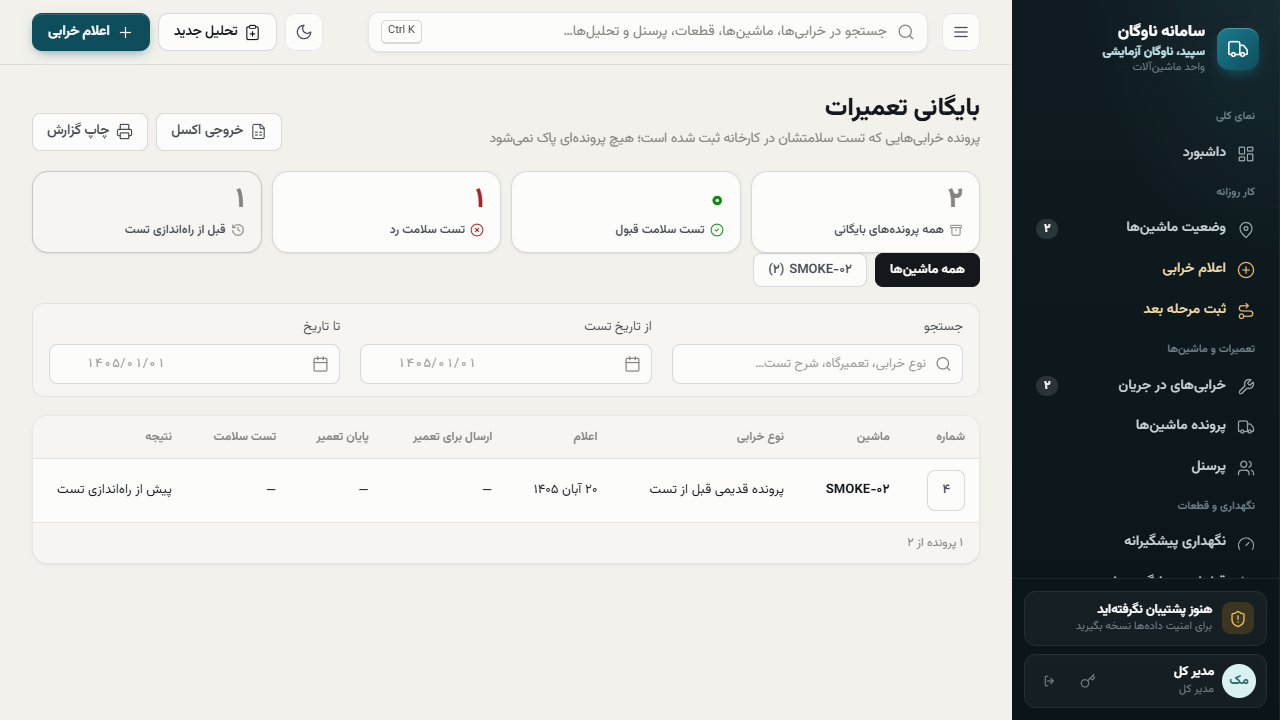 سامانه ناوگان
سپید، ناوگان آزمایشی
واحد ماشین‌آلات
نمای کلی
داشبورد
کار روزانه
وضعیت ماشین‌ها
۲
اعلام خرابی
ثبت مرحله بعد
تعمیرات و ماشین‌ها
خرابی‌های در جریان
۲
پرونده ماشین‌ها
پرسنل
نگهداری و قطعات
نگهداری پیشگیرانه
هنوز پشتیبان نگرفته‌اید
برای امنیت داده‌ها نسخه بگیرید
مک
مدیر کل
مدیر کل
جستجو در خرابی‌ها، ماشین‌ها، قطعات، پرسنل و تحلیل‌ها...
Ctrl K
تحلیل جدید
اعلام خرابی
بایگانی تعمیرات
پرونده خرابی‌هایی که تست سلامتشان در کارخانه ثبت شده است؛ هیچ پرونده‌ای پاک نمی‌شود
خروجی اکسل
چاپ گزارش
۲
همه پرونده‌های بایگانی
۰
تست سلامت قبول
۱
تست سلامت رد
۱
قبل از راه‌اندازی تست
همه ماشین‌ها
SMOKE-۰۲ (۲)
جستجو
از تاریخ تست
تا تاریخ
نوع خرابی، تعمیرگاه، شرح تست...
۱۴۰۵/۰۱/۰۱
۱۴۰۵/۰۱/۰۱
شماره ماشین نوع خرابی اعلام ارسال برای تعمیر پایان تعمیر تست سلامت نتیجه
۴ SMOKE-۰۲ پرونده قدیمی قبل از تست ۲۰ آبان ۱۴۰۵ — — — پیش از راه‌اندازی تست
۱ پرونده از ۲